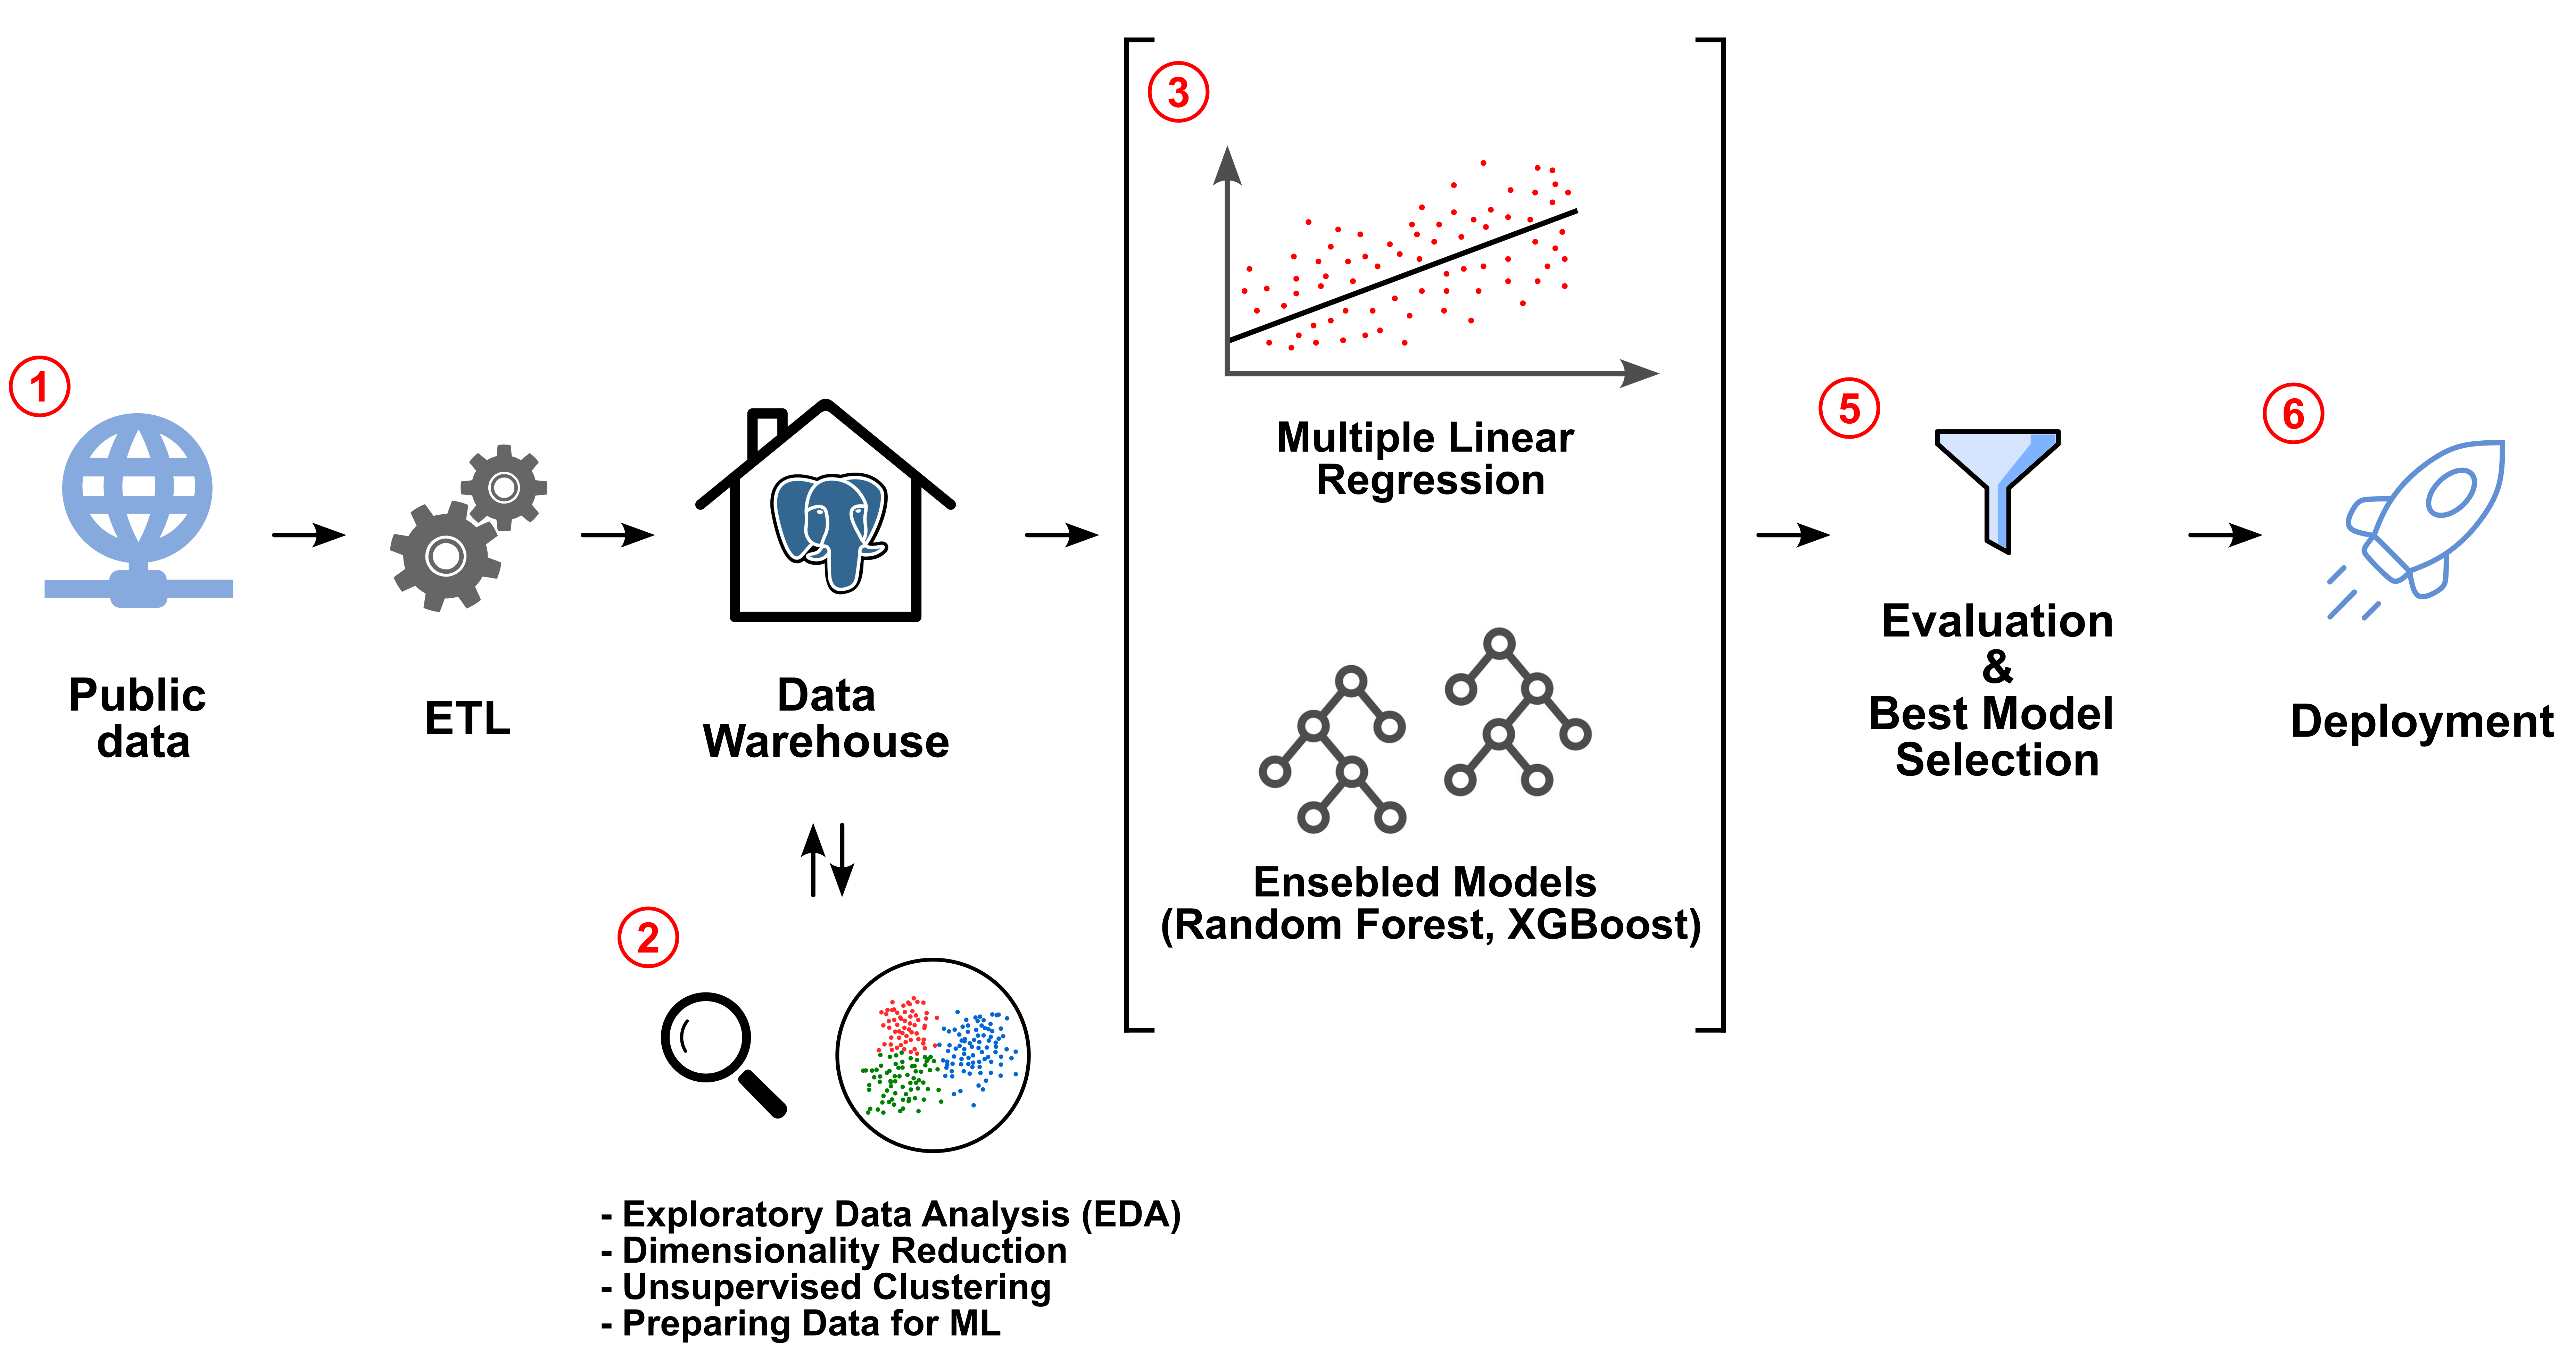 1
Public
data
ETL
Data
Warehouse
2
- Exploratory Data Analysis (EDA)
- Dimensionality Reduction
- Unsupervised Clustering
- Preparing Data for ML
3
Multiple Linear
Regression
Ensebled Models
(Random Forest, XGBoost)
5
Evaluation
&
Best Model
Selection
6
Deployment